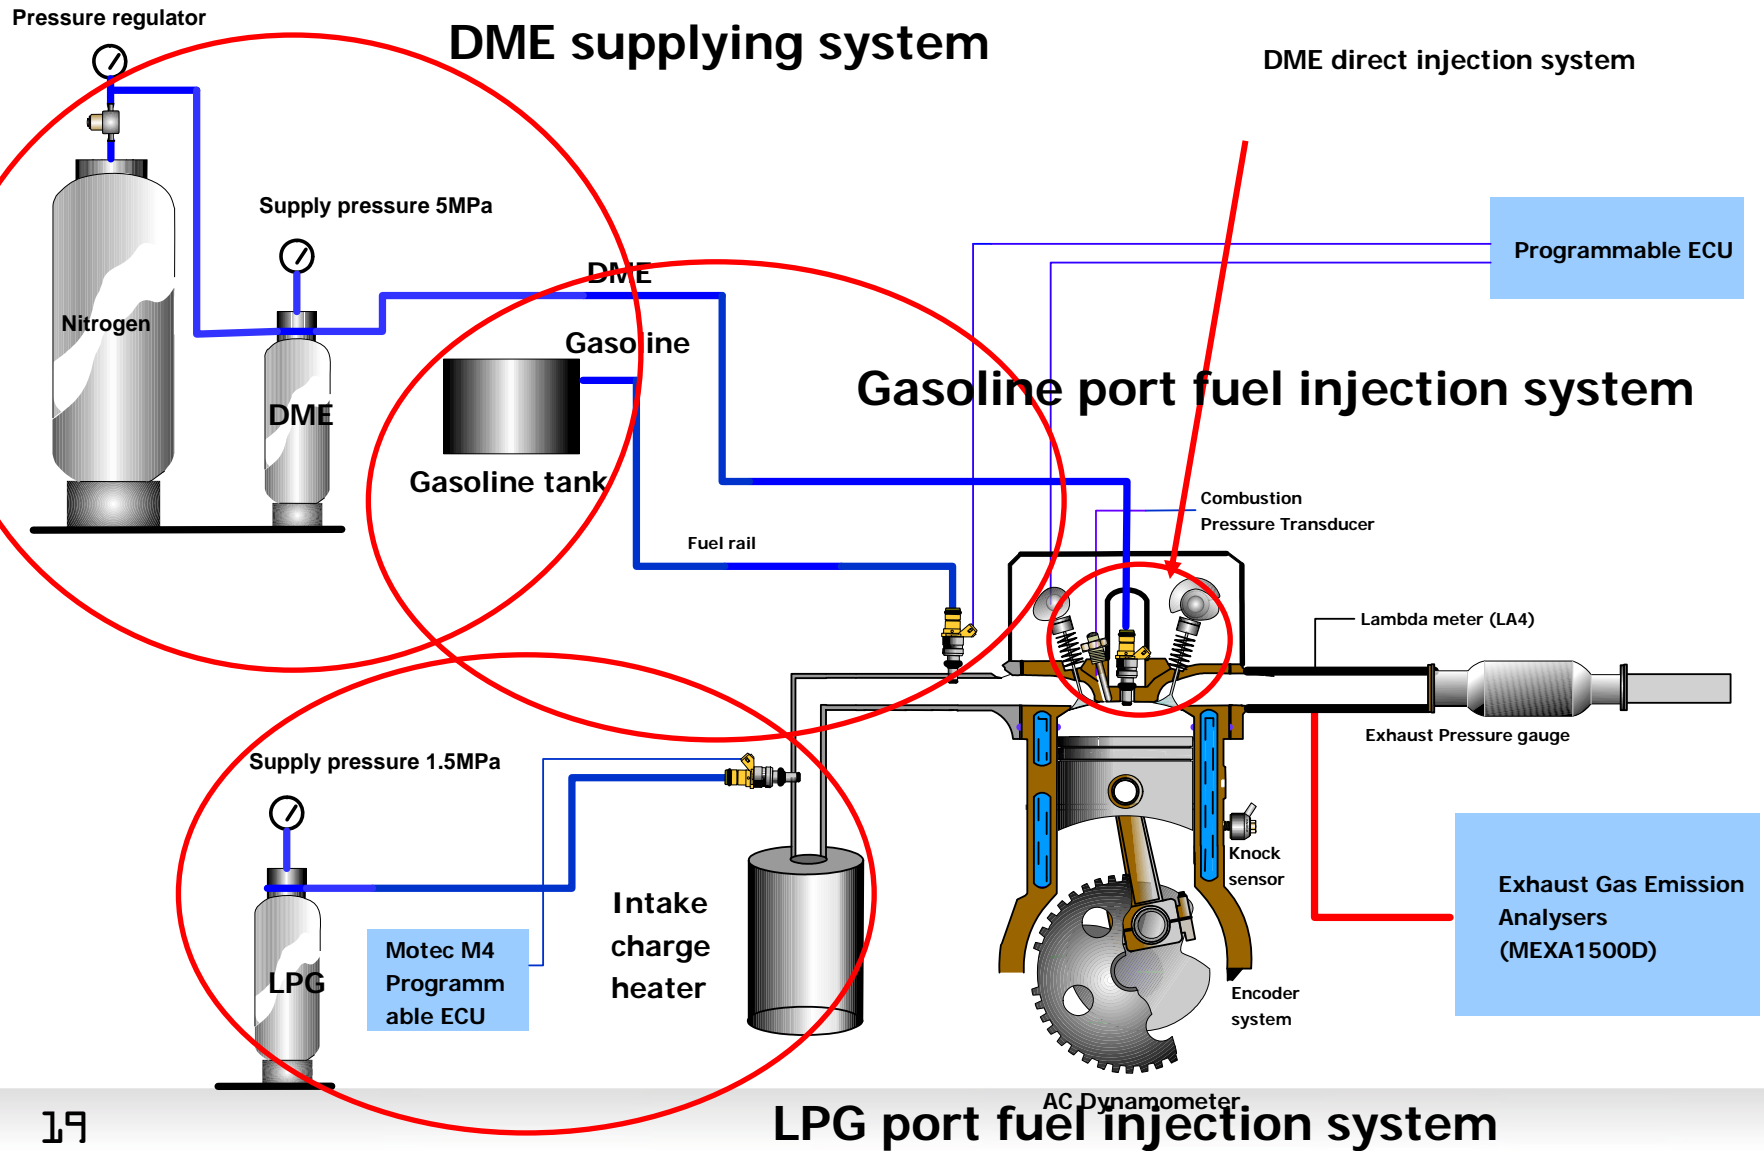 Pressure regulator
DME supplying system
DME direct injection system
Supply pressure 5MPa
Programmable ECU
DME
Nitrogen
Gasoline
Gasoline port fuel injection system
DME
Gasoline tank
Combustion
Pressure Transducer
Fuel rail
Lambda meter (LA4)
Exhaust Pressure gauge
Supply pressure 1.5MPa
Knock
sensor
Exhaust Gas Emission
Analysers
(MEXA1500D)
Intake
charge
heater
Motec M4
Programm
able ECU
LPG
Encoder
system
AC Dynamometer
LPG port fuel injection system
19